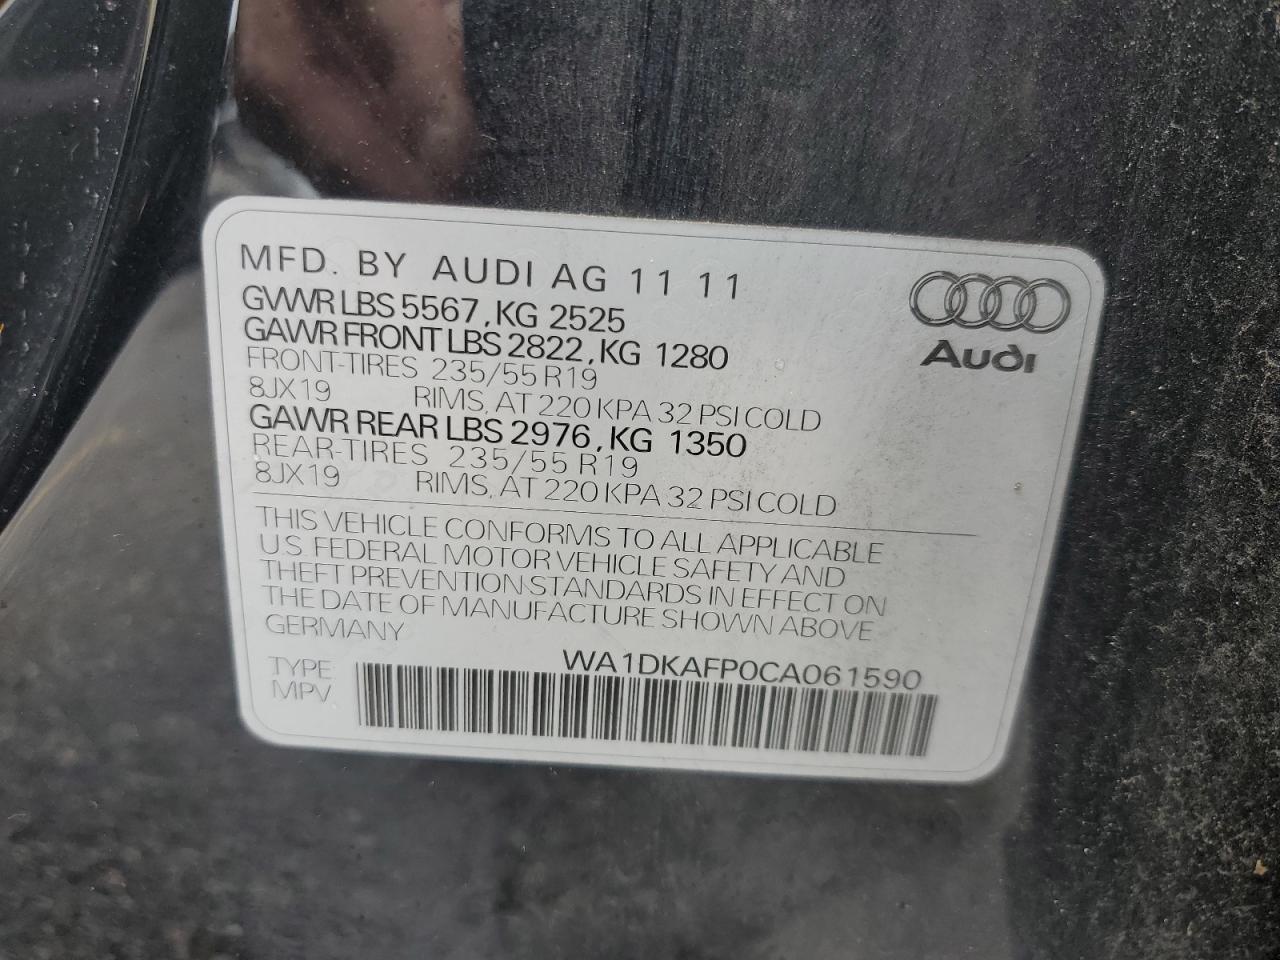 MFD. BY AUDI AG 11 11
GVWR LBS 5567, KG 2525
GAWR FRONT LBS 2822, KG 1280
FRONT-TIRES 235/55 R19
8JX19 RIMS, AT 220 KPA 32 PSI COLD
GAWR REAR LBS 2976, KG 1350
REAR-TIRES 235/55 R19
8JX19 RIMS, AT 220 KPA 32 PSI COLD
Audi
THIS VEHICLE CONFORMS TO ALL APPLICABLE
U.S. FEDERAL MOTOR VEHICLE SAFETY AND
THEFT PREVENTION STANDARDS IN EFFECT ON
THE DATE OF MANUFACTURE SHOWN ABOVE
GERMANY
WA1DKAFP0CA061590
TYPE
MPV